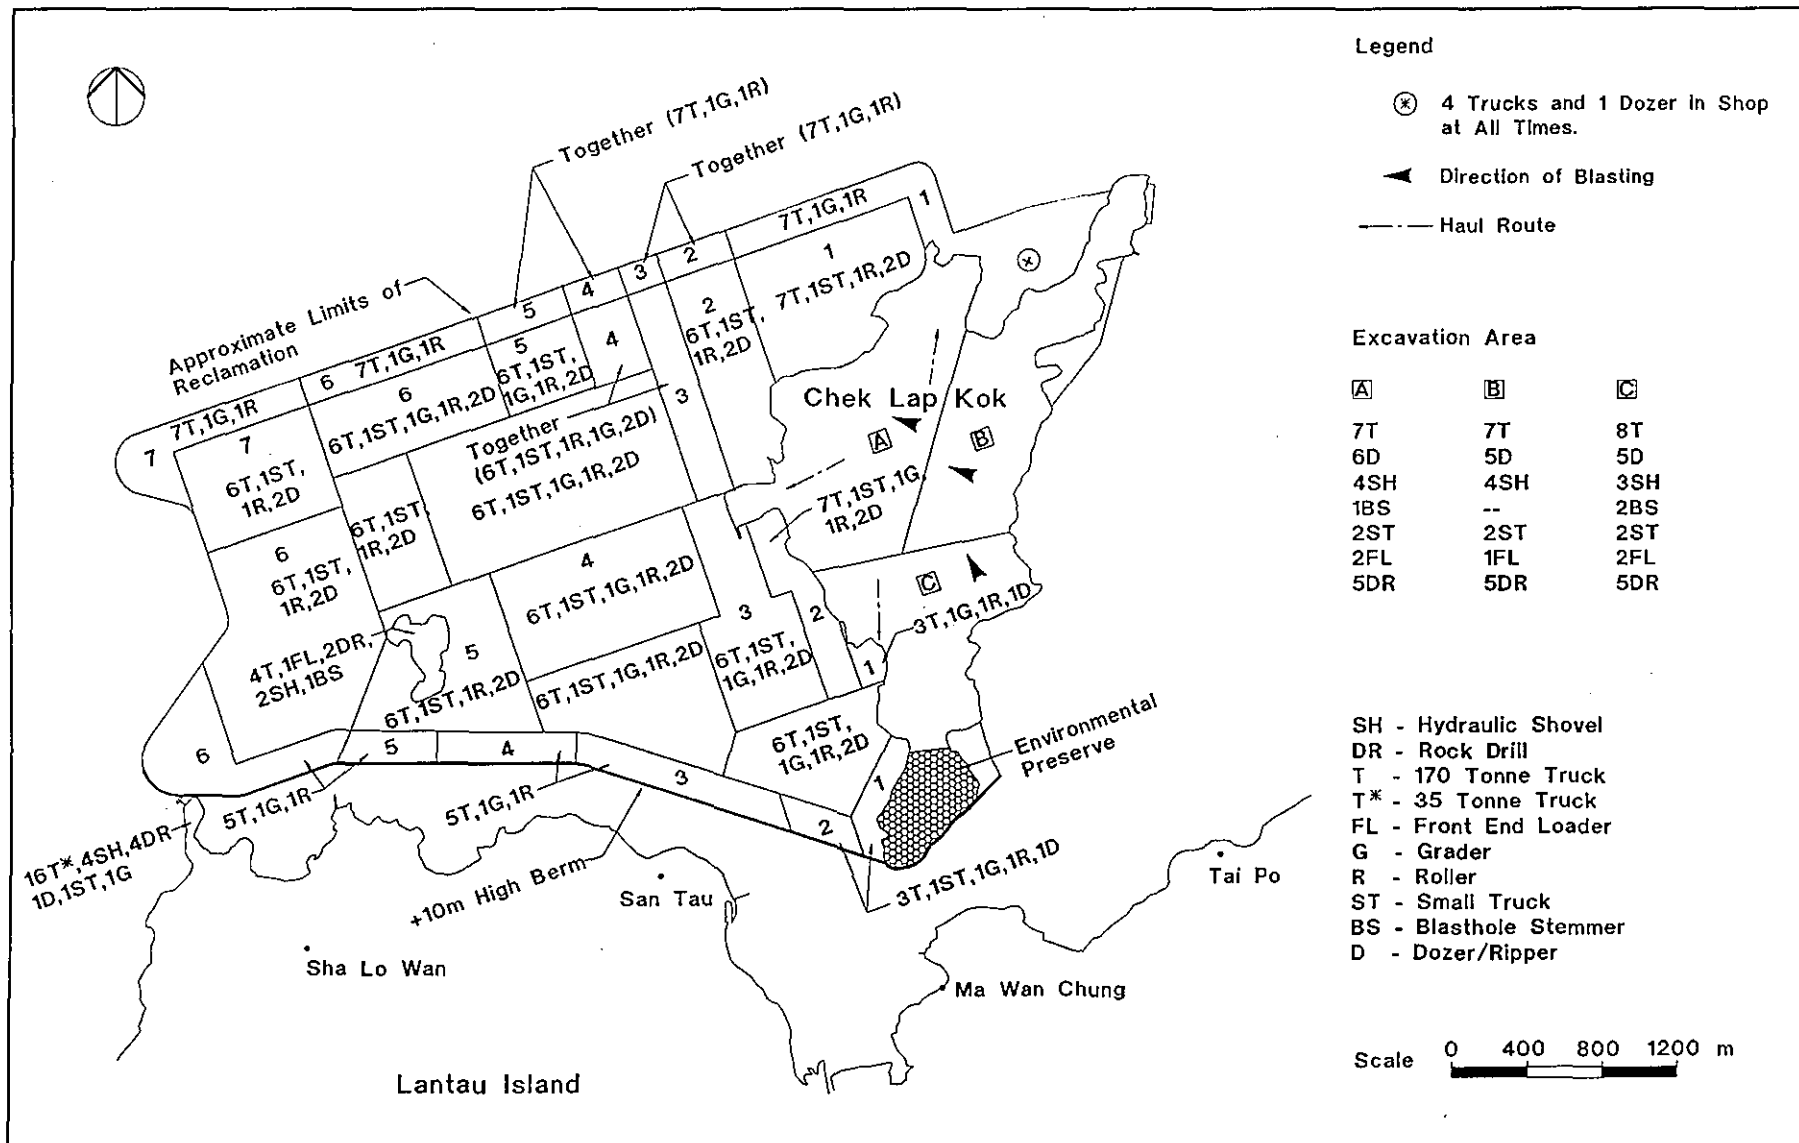 Legend
4 Trucks and 1 Dozer in Shop
at All Times.
Direction of Blasting
Haul Route
Excavation Area
A B C
7T 7T 8T
6D 5D 5D
4SH 4SH 3SH
1BS -- 2BS
2ST 2ST 2ST
2FL 1FL 2FL
5DR 5DR 5DR
SH - Hydraulic Shovel
DR - Rock Drill
T - 170 Tonne Truck
T* - 35 Tonne Truck
FL - Front End Loader
G - Grader
R - Roller
ST - Small Truck
BS - Blasthole Stemmer
D - Dozer/Ripper
Scale 0 400 800 1200 m
Together (7T,1G,1R)
Together (7T,1G,1R)
Approximate Limits of
Reclamation
7T,1G,1R
1
2
3
4
5
6 7T,1G,1R
7T,1G,1R
7
1
7T,1ST,1R,2D
2
6T,1ST,
1R,2D
3
4
5
6T,1ST,
1G,1R,2D
6
6T,1ST,1G,1R,2D
7
6T,1ST,
1R,2D
Together
(6T,1ST,1R,1G,2D)
6T,1ST,1G,1R,2D
6T,1ST,
1R,2D
6
6T,1ST,
1R,2D
Chek Lap Kok
A
B
7T,1ST,1G,
1R,2D
C
3T,1G,1R,1D
4
6T,1ST,1G,1R,2D
3
6T,1ST,
1G,1R,2D
2
1
4T,1FL,2DR,
2SH,1BS
5
6T,1ST,1R,2D
6T,1ST,1G,1R,2D
6T,1ST,
1G,1R,2D
Environmental
Preserve
6
5
4
3
2
1
5T,1G,1R
5T,1G,1R
16T*,4SH,4DR
1D,1ST,1G
+10m High Berm
3T,1ST,1G,1R,1D
San Tau
Tai Po
Sha Lo Wan
Ma Wan Chung
Lantau Island